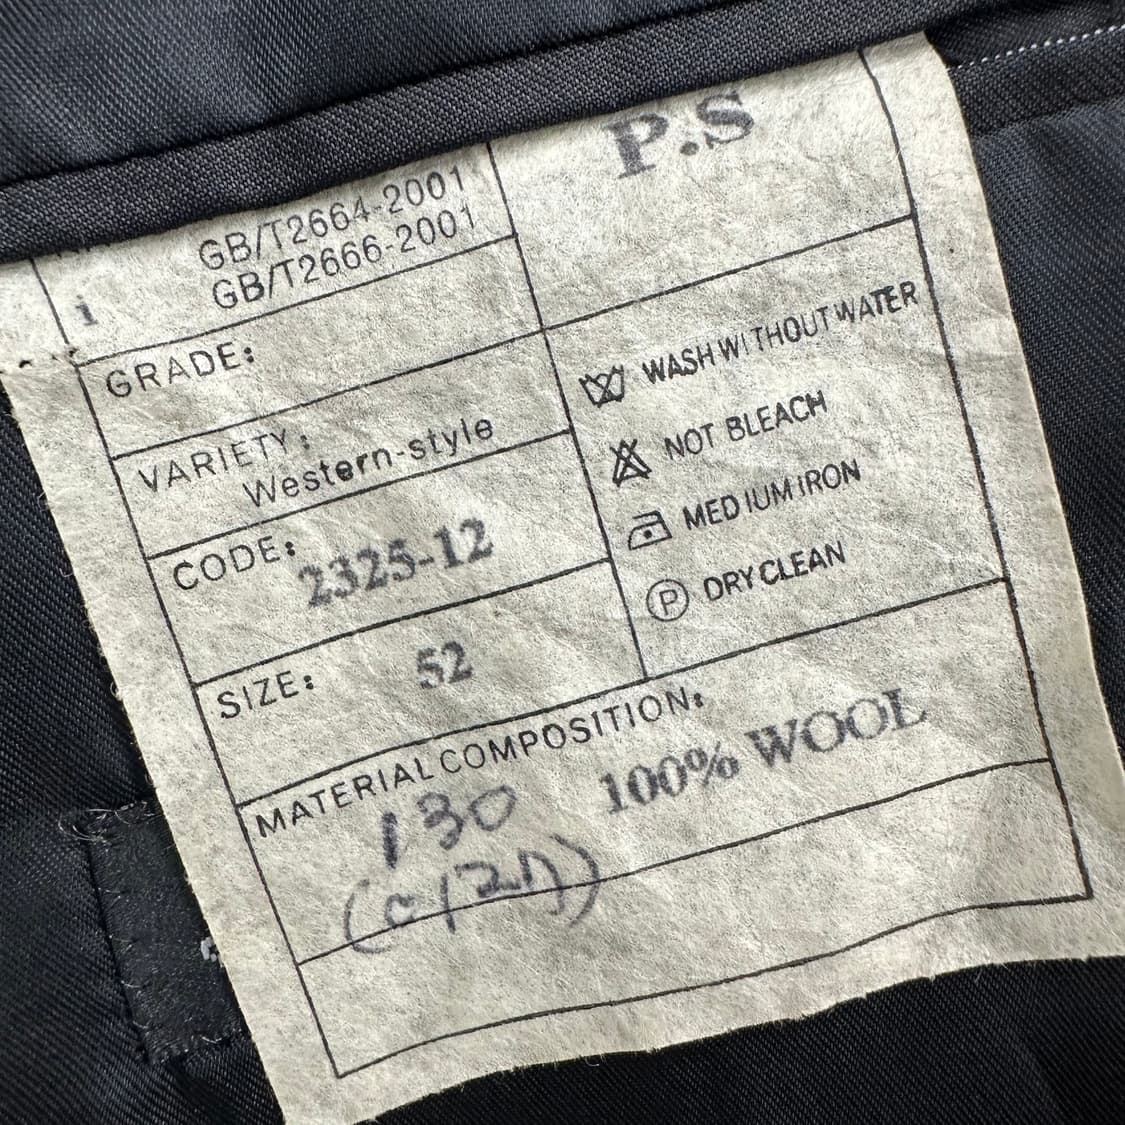 P.S
GB/T2664-2001
GB/T2666-2001
GRADE:
VARIETY:
Western-style
CODE: 2325-12
SIZE: 52
WASH WITHOUT WATER
NOT BLEACH
MEDIUM IRON
P DRY CLEAN
MATERIAL COMPOSITION:
100% WOOL
130